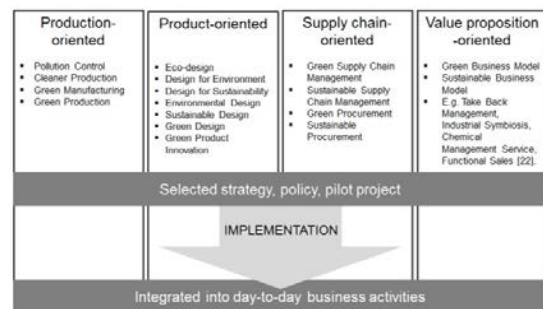 Production-
oriented
▪ Pollution Control
▪ Cleaner Production
▪ Green Manufacturing
▪ Green Production
Product-oriented
▪ Eco-design
▪ Design for Environment
▪ Design for Sustainability
▪ Environmental Design
▪ Sustainable Design
▪ Green Design
▪ Green Product
Innovation
Supply chain-
oriented
▪ Green Supply Chain
Management
▪ Sustainable Supply
Chain Management
▪ Green Procurement
▪ Sustainable
Procurement
Value proposition
-oriented
▪ Green Business Model
▪ Sustainable Business
Model
▪ E.g. Take Back
Management,
Industrial Symbiosis,
Chemical
Management Service,
Functional Sales [22].
Selected strategy, policy, pilot project
IMPLEMENTATION
Integrated into day-to-day business activities